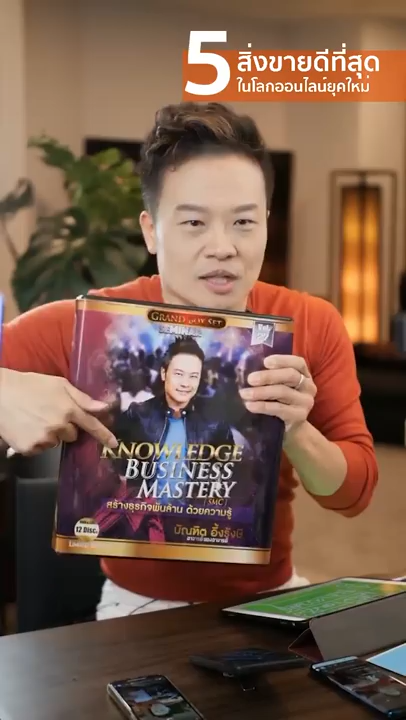 5 สิ่งขายดีที่สุด
ในโลกออนไลน์ยุคใหม่
GRAND BOX SET
SEMINAR
KNOWLEDGE
BUSINESS
MASTERY
SMC 1
สร้างธุรกิจพันล้าน ด้วยความรู้
12 Disc
บัณฑิต อึ้งรังษี